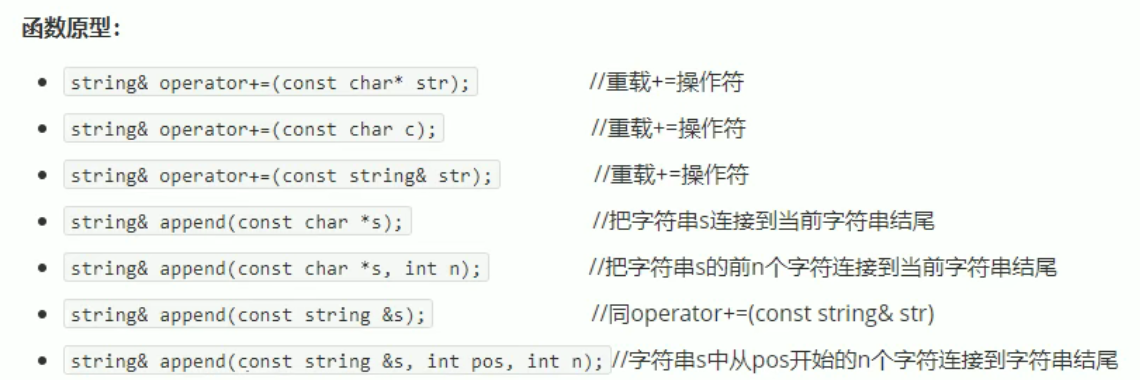 函数原型：
string& operator+=(const char* str); //重载+=操作符
string& operator+=(const char c); //重载+=操作符
string& operator+=(const string& str); //重载+=操作符
string& append(const char *s); //把字符串s连接到当前字符串结尾
string& append(const char *s, int n); //把字符串s的前n个字符连接到当前字符串结尾
string& append(const string &s); //同operator+=(const string& str)
string& append(const string &s, int pos, int n); //字符串s中从pos开始的n个字符连接到字符串结尾